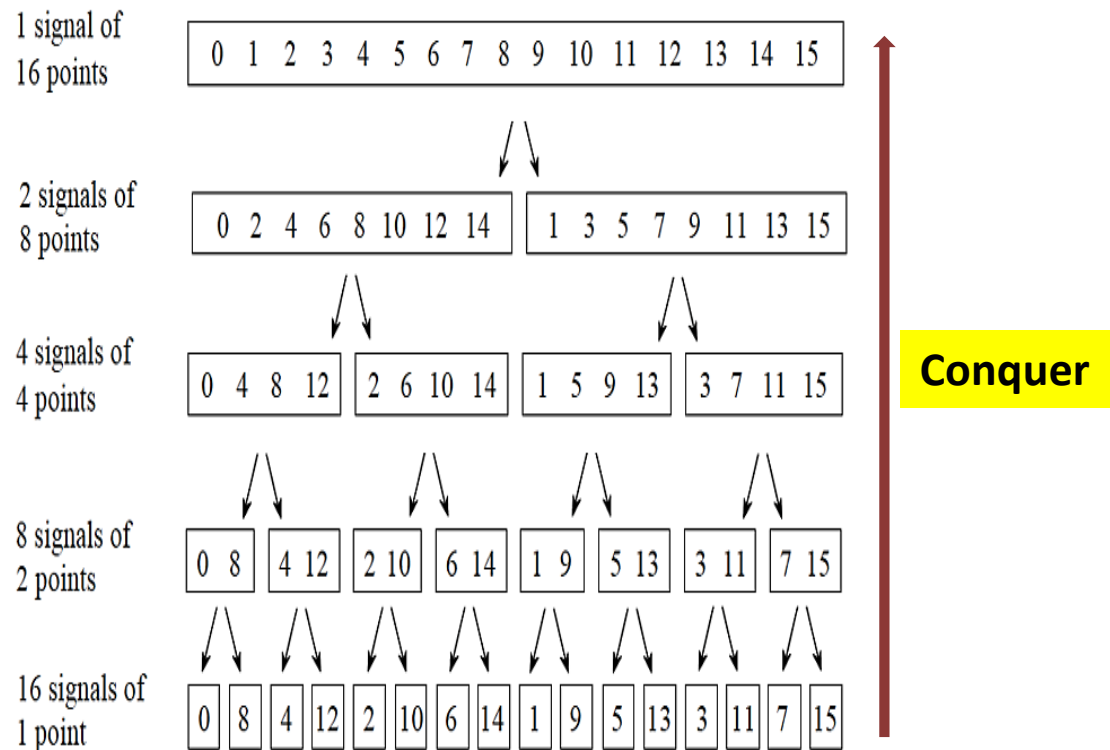 1 signal of
16 points
0 1 2 3 4 5 6 7 8 9 10 11 12 13 14 15
2 signals of
8 points
0 2 4 6 8 10 12 14
1 3 5 7 9 11 13 15
4 signals of
4 points
0 4 8 12
2 6 10 14
1 5 9 13
3 7 11 15
Conquer
8 signals of
2 points
0 8
4 12
2 10
6 14
1 9
5 13
3 11
7 15
16 signals of
1 point
0
8
4
12
2
10
6
14
1
9
5
13
3
11
7
15